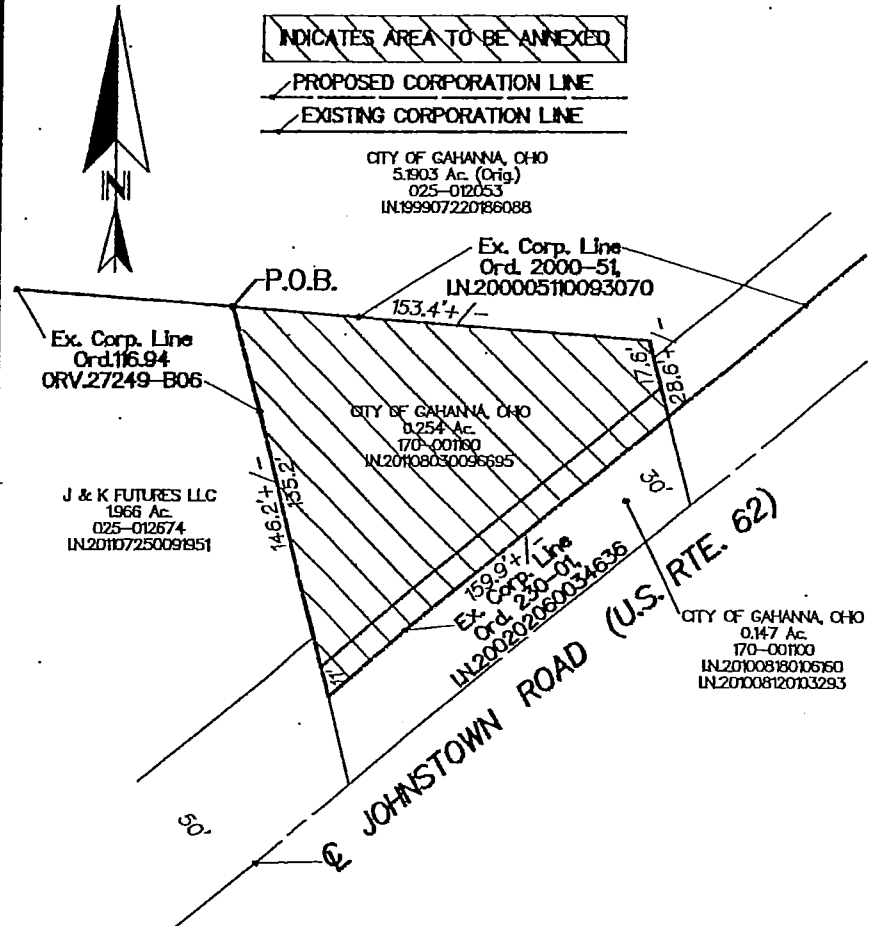 INDICATES AREA TO BE ANNEXED
PROPOSED CORPORATION LINE
EXISTING CORPORATION LINE
N
CITY OF GAHANNA, OHIO
5.1903 Ac. (Orig.)
025-012053
I.N.199907220186088
Ex. Corp. Line
Ord. 2000-51,
I.N.200005110093070
P.O.B.
153.4'+/-
Ex. Corp. Line
Ord.116.94
ORV.27249-B06
17.6'
28.6'+/-
CITY OF GAHANNA, OHIO
0.254 Ac.
170-001100
I.N.201108030096695
J & K FUTURES LLC
1.966 Ac.
025-012674
I.N.201107250091951
146.2'+/-
135.2'
30'
159.9'+/-
Ex. Corp. Line
Ord. 230-01,
I.N.200202060034636
11'
CITY OF GAHANNA, OHIO
0.147 Ac.
170-001100
I.N.201008180106160
I.N.201008120103293
50'
℄ JOHNSTOWN ROAD (U.S. RTE. 62)